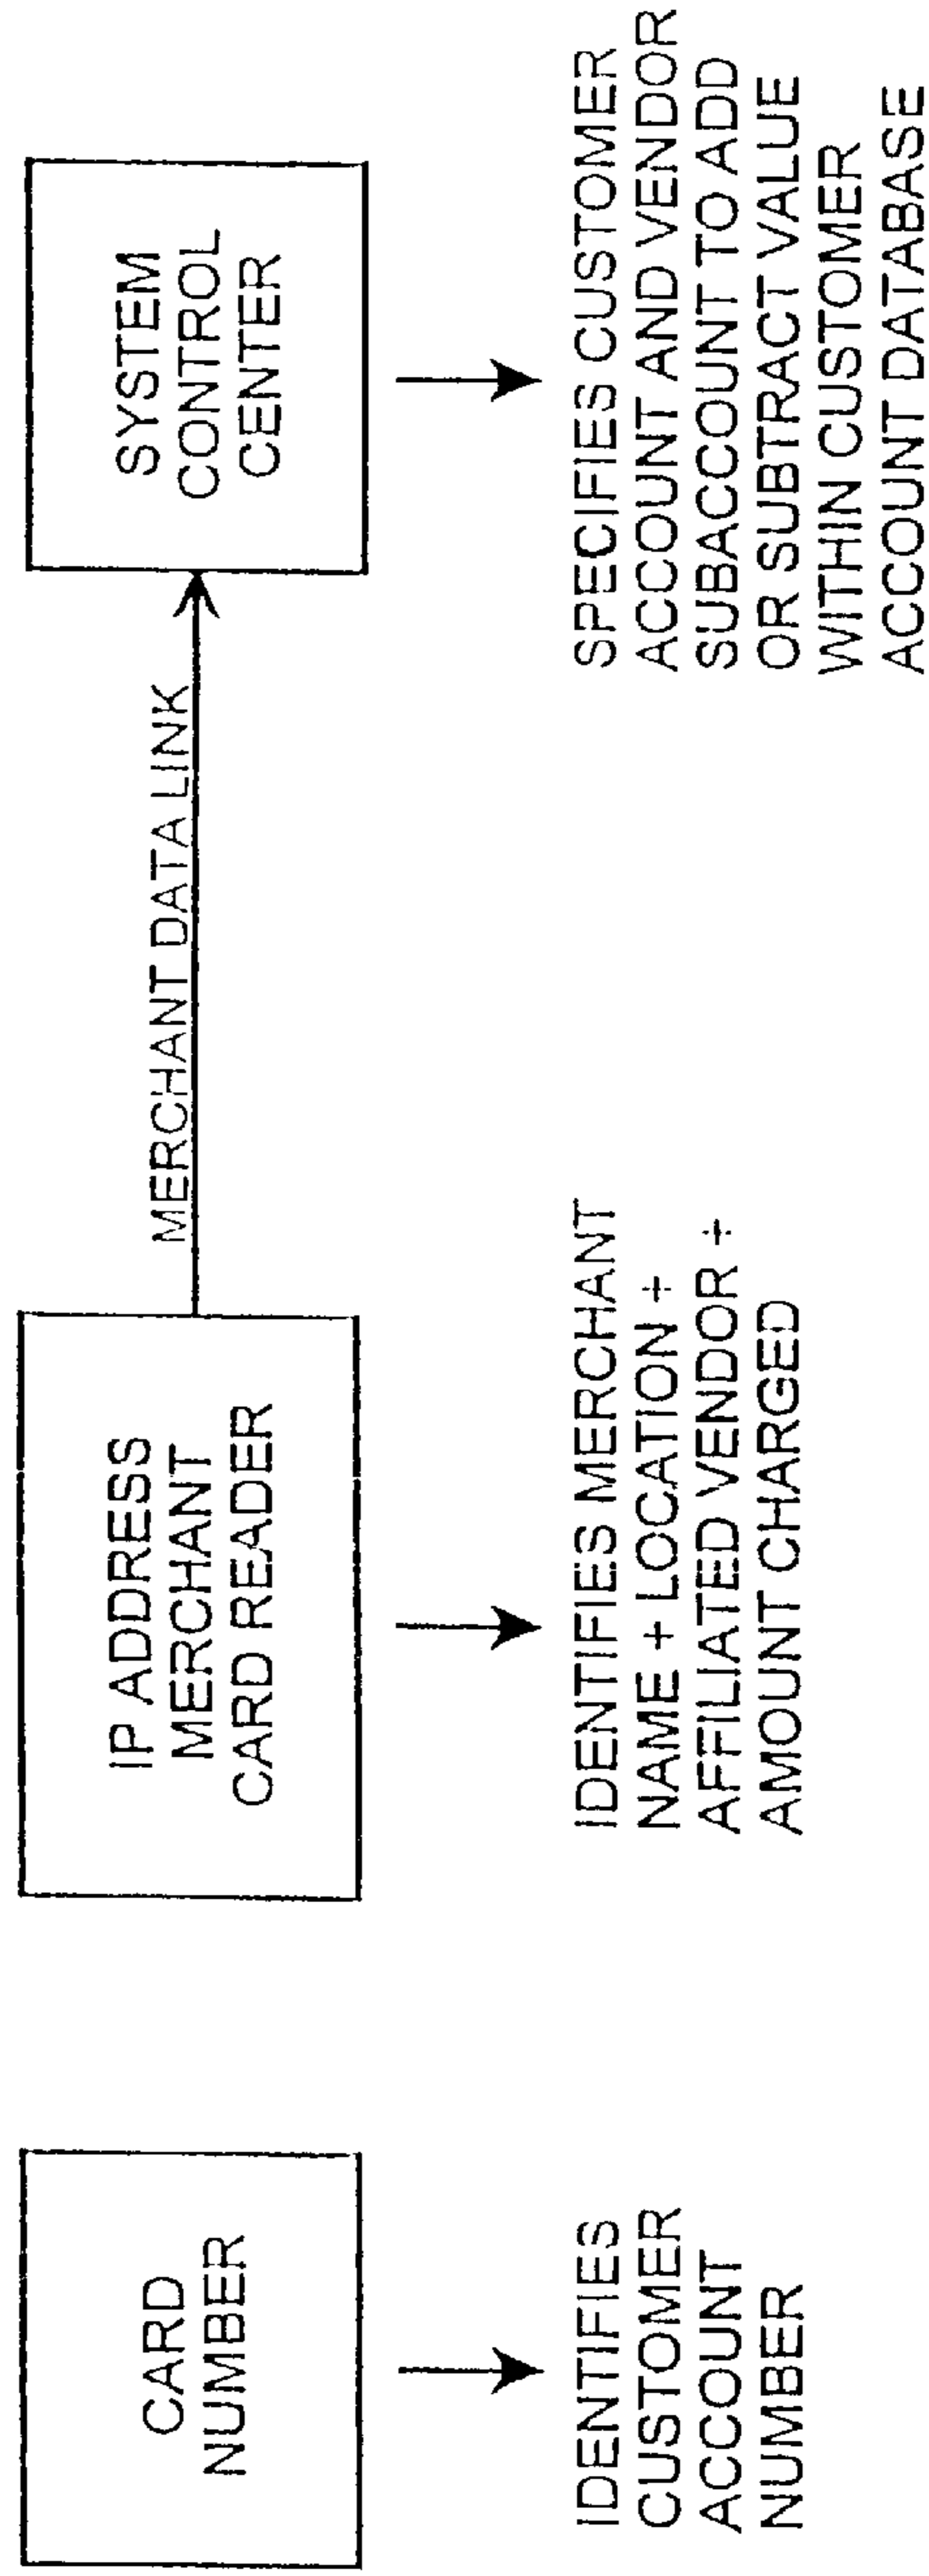 CARD
NUMBER
IDENTIFIES
CUSTOMER
ACCOUNT
NUMBER
IP ADDRESS
MERCHANT
CARD READER
IDENTIFIES MERCHANT
NAME + LOCATION +
AFFILIATED VENDOR +
AMOUNT CHARGED
MERCHANT DATA LINK
SYSTEM
CONTROL
CENTER
SPECIFIES CUSTOMER
ACCOUNT AND VENDOR
SUBACCOUNT TO ADD
OR SUBTRACT VALUE
WITHIN CUSTOMER
ACCOUNT DATABASE